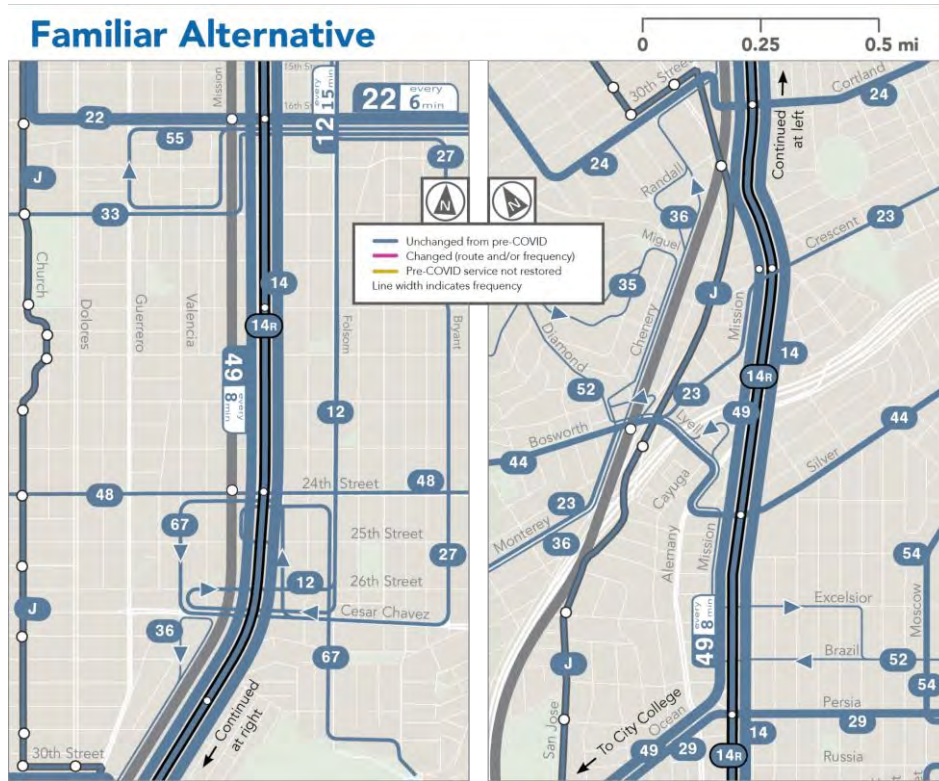 Familiar Alternative
0
0.25
0.5 mi
Mission
15th Street
16th St
every
15
min
12
22
every
6
min
22
55
27
J
33
Church
Dolores
Guerrero
Valencia
14
14R
Folsom
Bryant
49
every
8
min
12
24th Street
48
48
67
25th Street
27
12
26th Street
Cesar Chavez
J
36
67
Continued
at right
30th Street
N
N
Unchanged from pre-COVID
Changed (route and/or frequency)
Pre-COVID service not restored
Line width indicates frequency
30th Street
Continued
at left
Cortland
24
24
Randall
36
Miguel
23
Crescent
35
J
Mission
Chenery
Diamond
14
14R
52
23
49
Lyell
Bosworth
44
44
Silver
Cayuga
23
Monterey
36
Alemany
Mission
54
Moscow
Excelsior
49
every
8
min
Brazil
52
54
J
Persia
San Jose
To City College
Ocean
29
14
49
29
14R
Russia